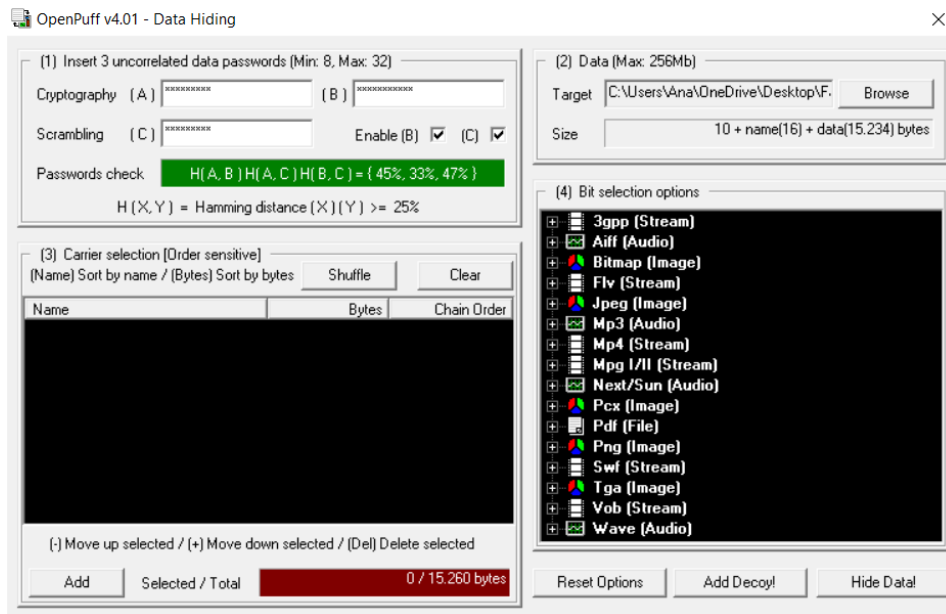 OpenPuff v4.01 - Data Hiding
(1) Insert 3 uncorrelated data passwords (Min: 8, Max: 32)
Cryptography (A) ********* (B) ***********
Scrambling (C) ********* Enable (B) (C)
Passwords check H( A, B ) H( A, C ) H( B, C ) = { 45%, 33%, 47% }
H ( X, Y ) = Hamming distance ( X ) ( Y ) >= 25%
(2) Data (Max: 256Mb)
Target C:\Users\Ana\OneDrive\Desktop\F. Browse
Size 10 + name(16) + data(15.234) bytes
(3) Carrier selection [Order sensitive]
(Name) Sort by name / (Bytes) Sort by bytes Shuffle Clear
Name Bytes Chain Order
(-) Move up selected / (+) Move down selected / (Del) Delete selected
Add Selected / Total 0 / 15.260 bytes
(4) Bit selection options
3gpp (Stream)
Aiff (Audio)
Bitmap (Image)
Flv (Stream)
Jpeg (Image)
Mp3 (Audio)
Mp4 (Stream)
Mpg I/II (Stream)
Next/Sun (Audio)
Pcx (Image)
Pdf (File)
Png (Image)
Swf (Stream)
Tga (Image)
Vob (Stream)
Wave (Audio)
Reset Options Add Decoy! Hide Data!